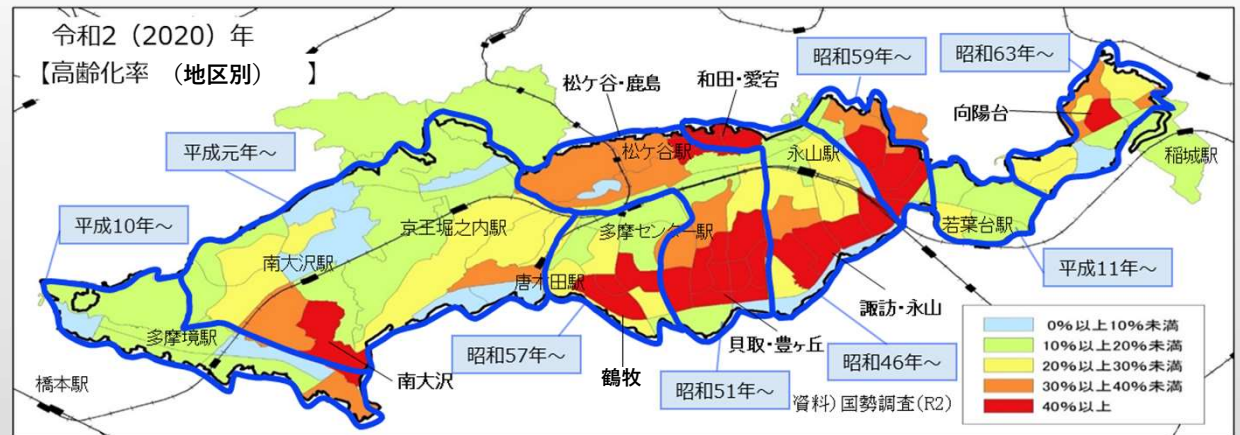 令和2（2020）年
【高齢化率　（地区別）　】
昭和59年～
昭和63年～
松ケ谷・鹿島
和田・愛宕
向陽台
平成元年～
松ケ谷駅
永山駅
稲城駅
平成10年～
京王堀之内駅
多摩センター駅
若葉台駅
南大沢駅
唐木田駅
平成11年～
諏訪・永山
多摩境駅
貝取・豊ヶ丘
昭和57年～
昭和46年～
橋本駅
南大沢
鶴牧
昭和51年～
資料）国勢調査(R2)
0%以上10%未満
10%以上20%未満
20%以上30%未満
30%以上40%未満
40%以上